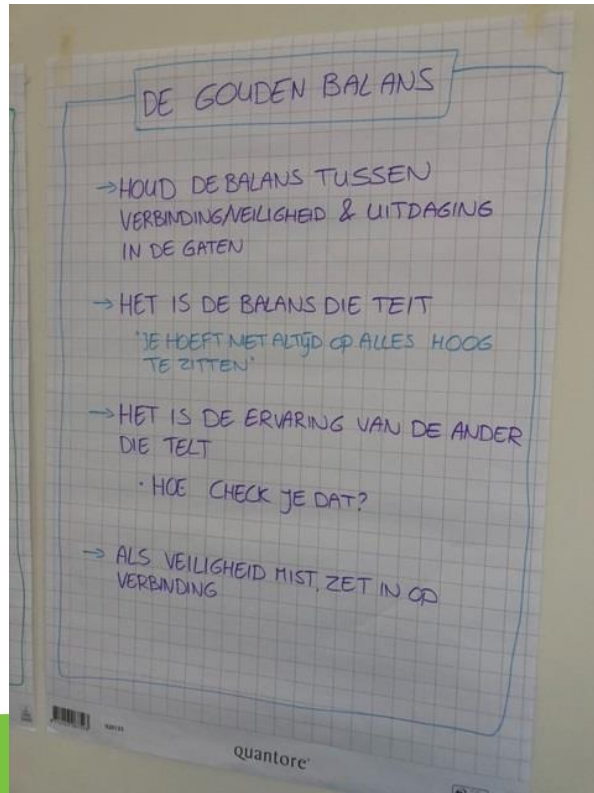 DE GOUDEN BALANS
→ HOUD DE BALANS TUSSEN
VERBINDING/VEILIGHEID & UITDAGING
IN DE GATEN
→ HET IS DE BALANS DIE TEIT
'JE HOEFT NIET ALTIJD OP ALLES HOOG
TE ZITTEN'
→ HET IS DE ERVARING VAN DE ANDER
DIE TELT
· HOE CHECK JE DAT?
→ ALS VEILIGHEID MIST, ZET IN OP
VERBINDING
quantore